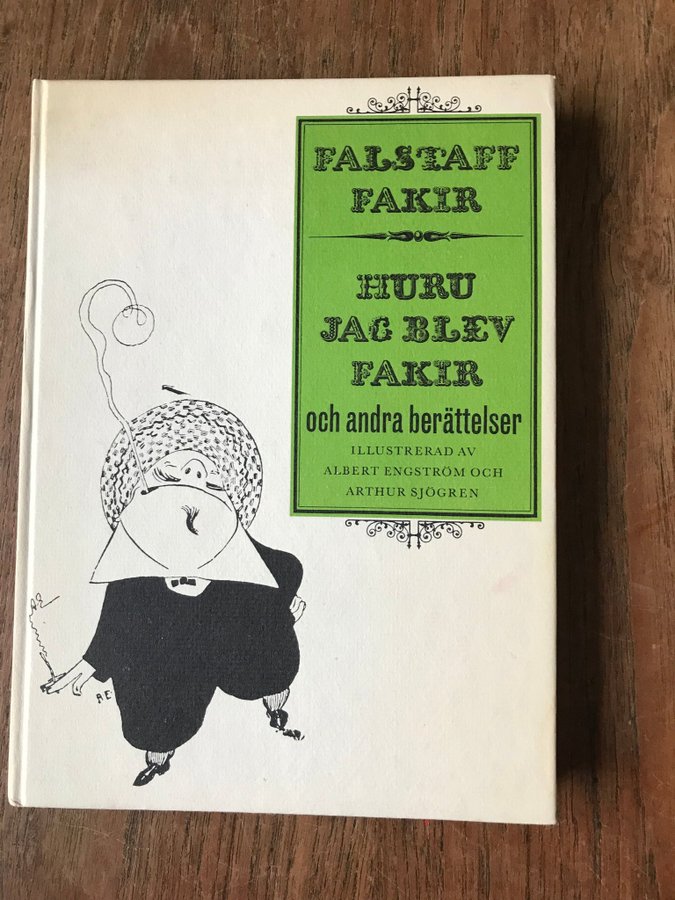 FALSTAFF
FAKIR
HURU
JAG BLEV
FAKIR
och andra berättelser
ILLUSTRERAD AV
ALBERT ENGSTRÖM OCH
ARTHUR SJÖGREN
A.E.